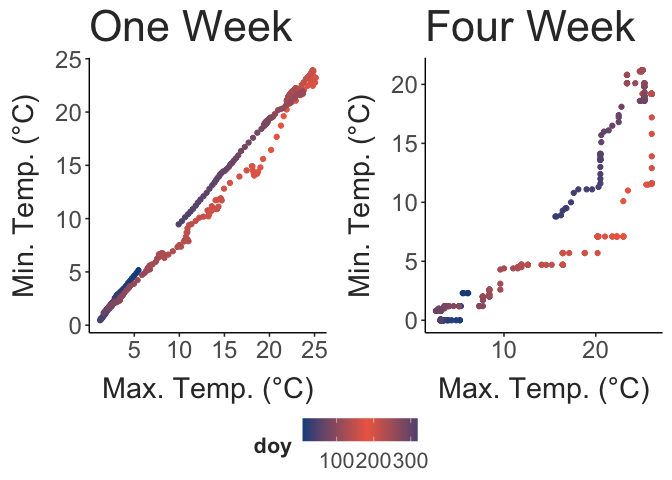 One Week
Four Week
25
20
15
10
5
0
Min. Temp. (°C)
5 10 15 20 25
Max. Temp. (°C)
20
15
10
5
0
Min. Temp. (°C)
10 20
Max. Temp. (°C)
doy
100200300